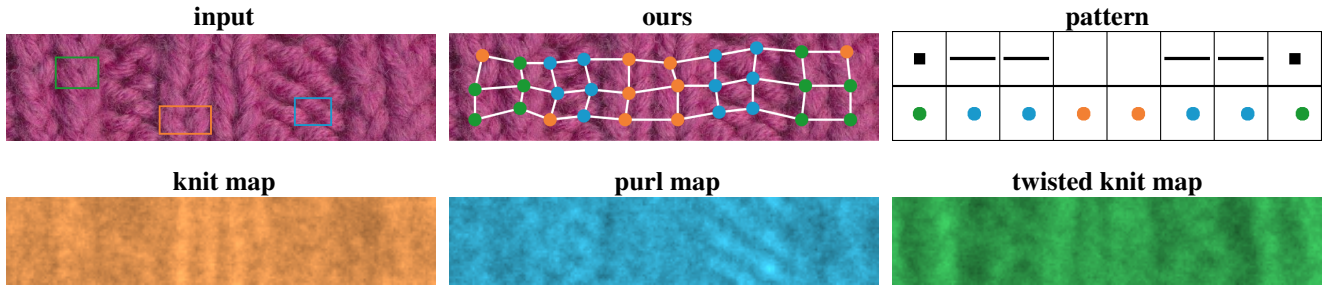 input
ours
pattern
knit map
purl map
twisted knit map